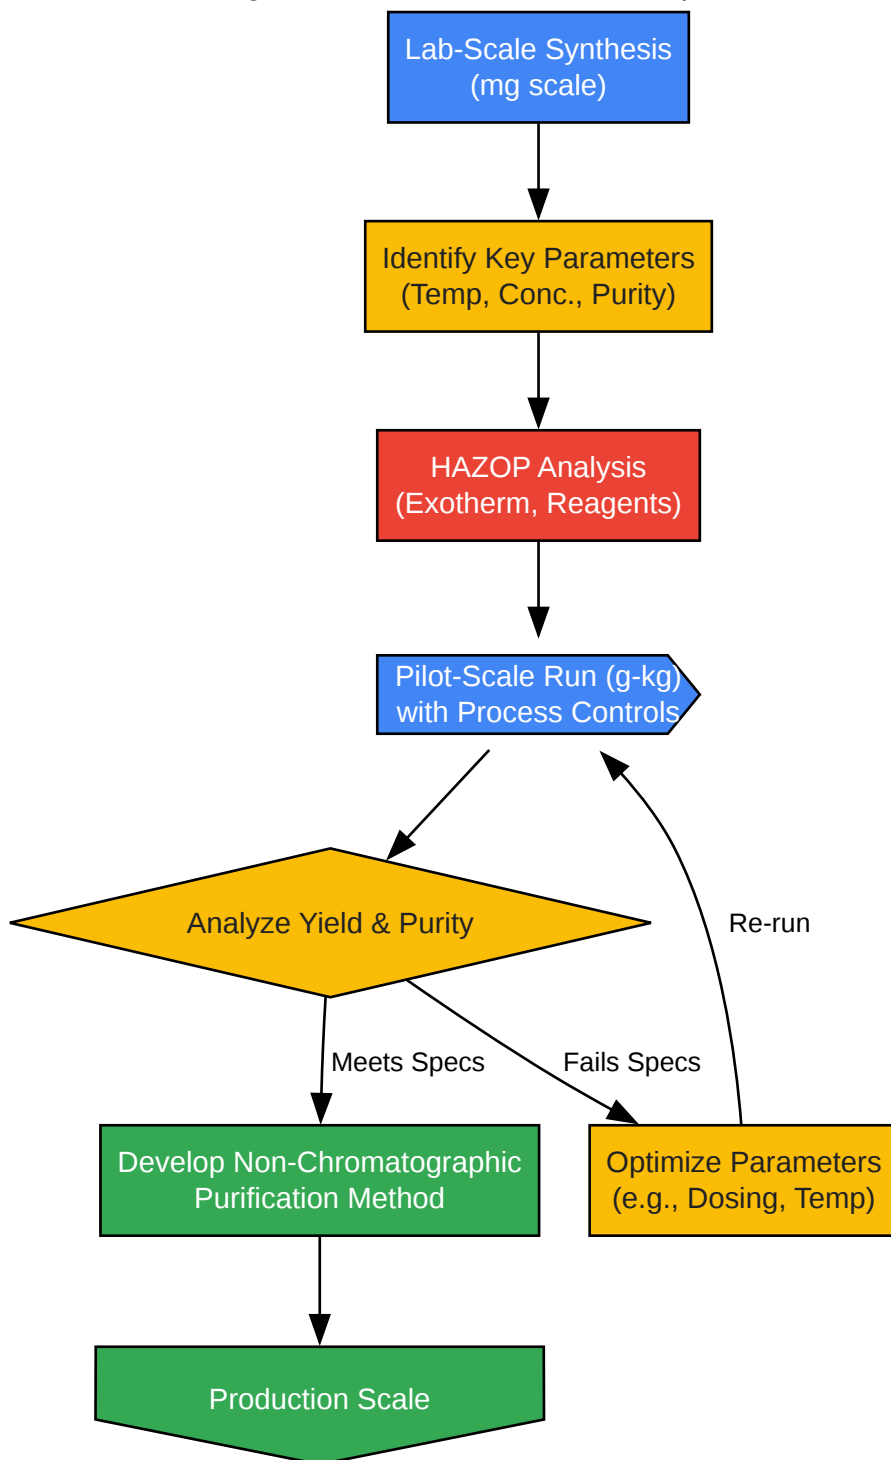 Lab-Scale Synthesis
(mg scale)
Identify Key Parameters
(Temp, Conc., Purity)
HAZOP Analysis
(Exotherm, Reagents)
Pilot-Scale Run (g-kg)
with Process Controls
Analyze Yield & Purity
Re-run
Meets Specs
Fails Specs
Develop Non-Chromatographic
Purification Method
Optimize Parameters
(e.g., Dosing, Temp)
Production Scale